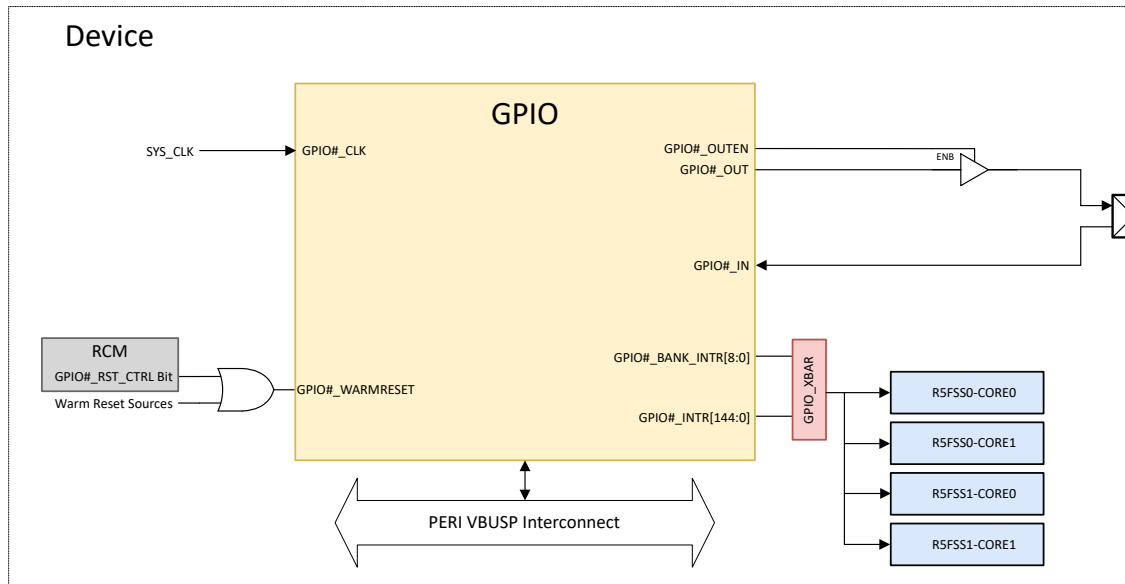 Device
GPIO
SYS_CLK
GPIO#_CLK
GPIO#_OUTEN
GPIO#_OUT
ENB
GPIO#_IN
RCM
GPIO#_RST_CTRL Bit
Warm Reset Sources
GPIO#_WARMRESET
GPIO#_BANK_INTR[8:0]
GPIO#_INTR[144:0]
GPIO_XBAR
R5FSS0-CORE0
R5FSS0-CORE1
R5FSS1-CORE0
R5FSS1-CORE1
PERI VBUSP Interconnect